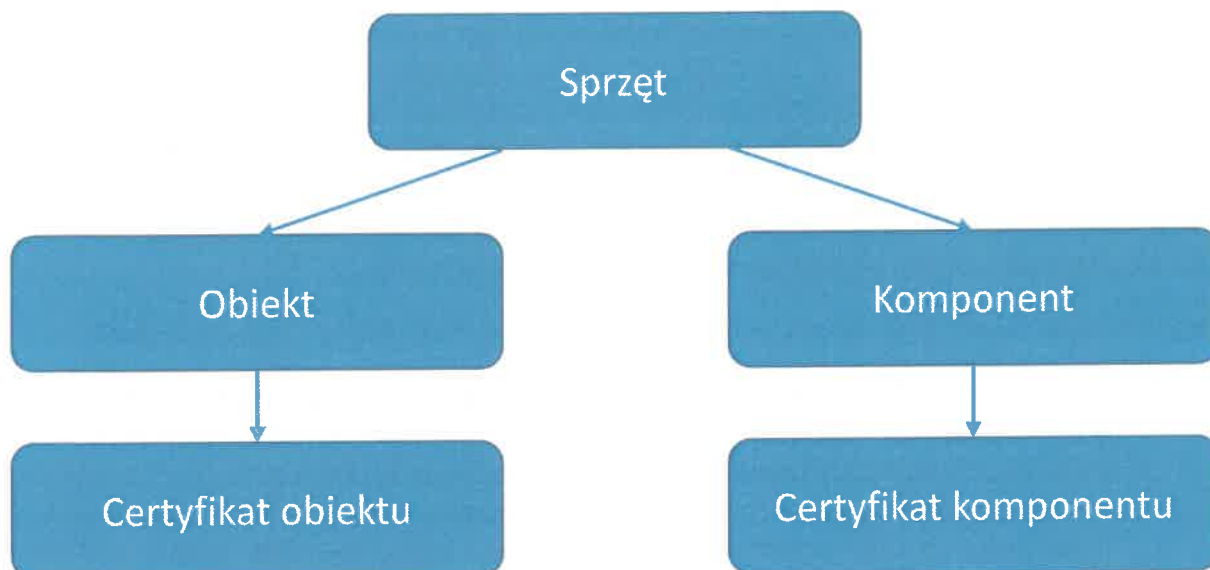 Sprzęt
Obiekt
Komponent
Certyfikat obiektu
Certyfikat komponentu